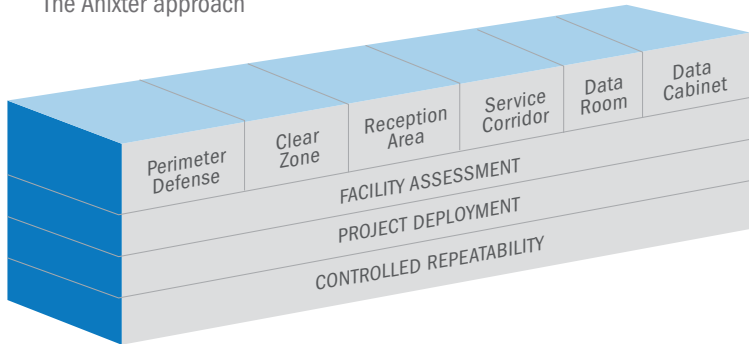 The Anixter approach
Perimeter
Defense
Clear
Zone
Reception
Area
Service
Corridor
Data
Room
Data
Cabinet
FACILITY ASSESSMENT
PROJECT DEPLOYMENT
CONTROLLED REPEATABILITY